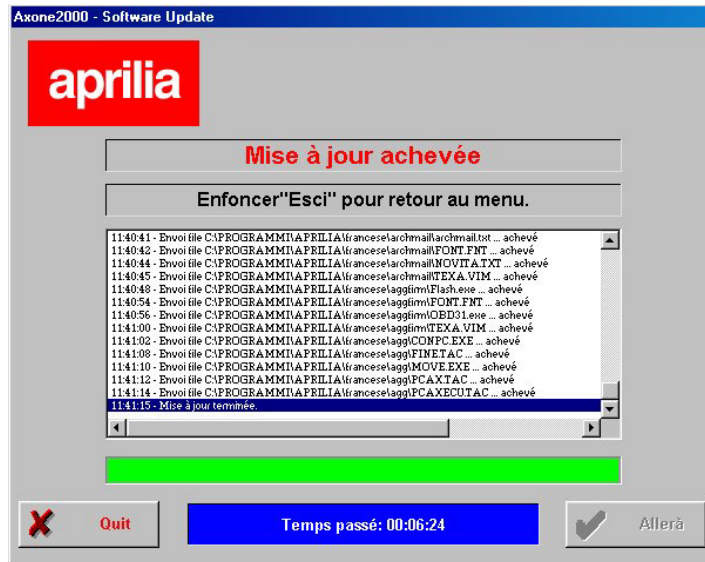 Axone2000 - Software Update
aprilia
Mise à jour achevée
Enfoncer"Esci" pour retour au menu.
11:40:41 - Envoi file C:\PROGRAMMI\APRILIA\francese\archmail\archmail.txt ... achevé
11:40:42 - Envoi file C:\PROGRAMMI\APRILIA\francese\archmail\FONT.FNT ... achevé
11:40:44 - Envoi file C:\PROGRAMMI\APRILIA\francese\archmail\NOVITA.TXT ... achevé
11:40:45 - Envoi file C:\PROGRAMMI\APRILIA\francese\archmail\TEXA.VIM ... achevé
11:40:48 - Envoi file C:\PROGRAMMI\APRILIA\francese\aggfirm\Flash.exe ... achevé
11:40:54 - Envoi file C:\PROGRAMMI\APRILIA\francese\aggfirm\FONT.FNT ... achevé
11:40:56 - Envoi file C:\PROGRAMMI\APRILIA\francese\aggfirm\OBD31.exe ... achevé
11:41:00 - Envoi file C:\PROGRAMMI\APRILIA\francese\aggfirm\TEXA.VIM ... achevé
11:41:02 - Envoi file C:\PROGRAMMI\APRILIA\francese\agg\CONPC.EXE ... achevé
11:41:08 - Envoi file C:\PROGRAMMI\APRILIA\francese\agg\FINE.TAC ... achevé
11:41:10 - Envoi file C:\PROGRAMMI\APRILIA\francese\agg\MOVE.EXE ... achevé
11:41:12 - Envoi file C:\PROGRAMMI\APRILIA\francese\agg\PCAX.TAC ... achevé
11:41:14 - Envoi file C:\PROGRAMMI\APRILIA\francese\agg\PCAXECU.TAC ... achevé
11:41:15 - Mise à jour terminée.
Quit
Temps passé: 00:06:24
Allerà